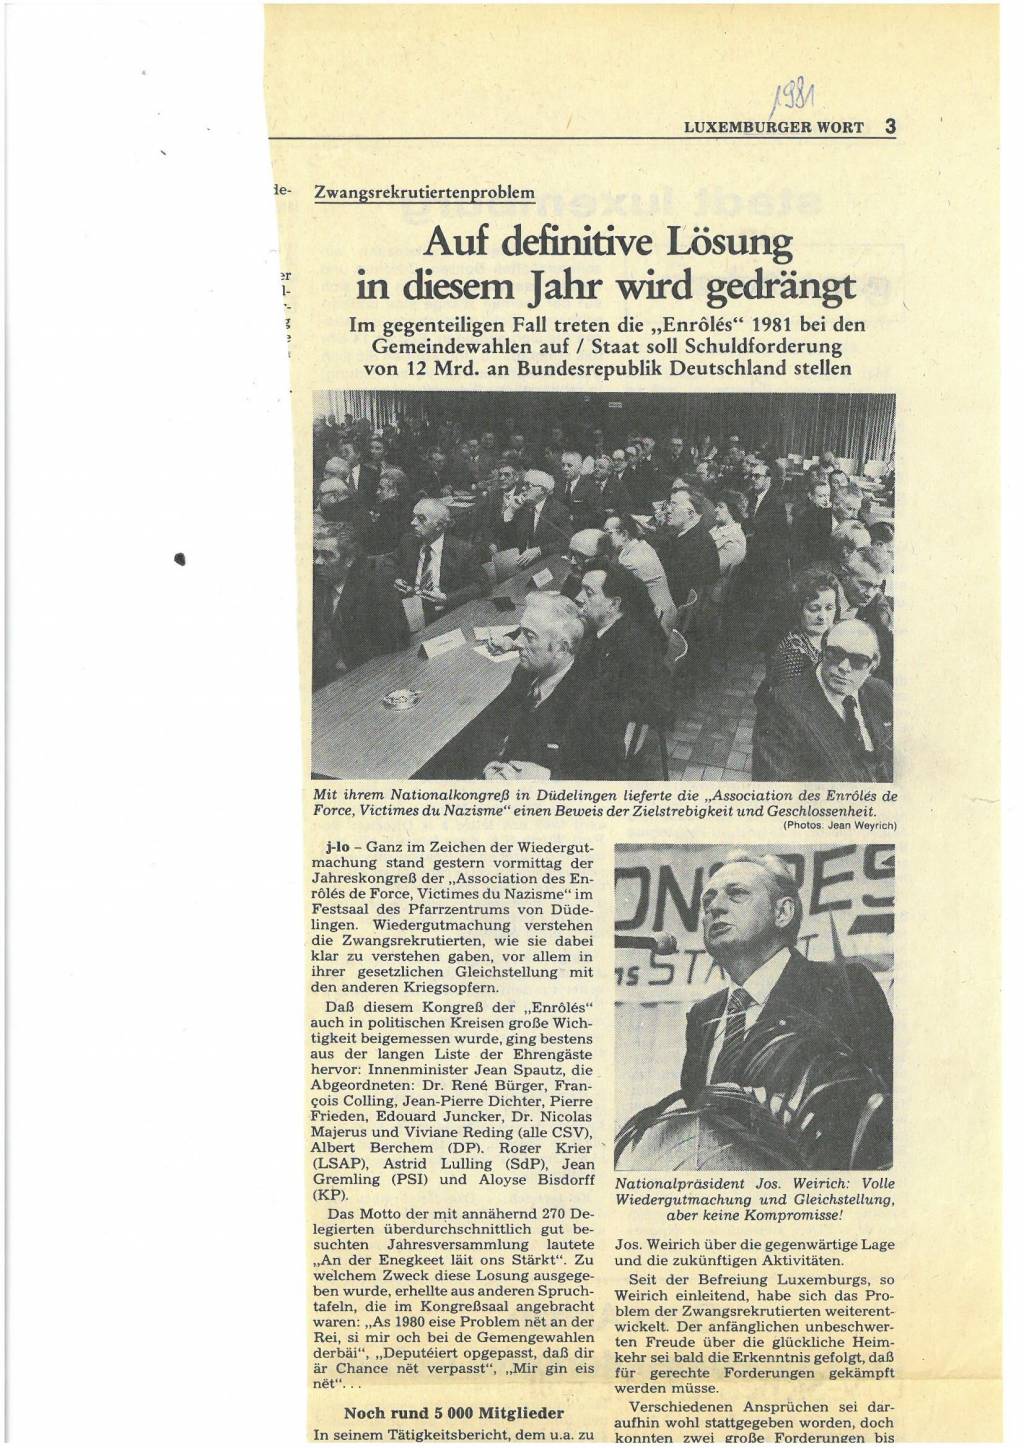 1981
LUXEMBURGER WORT 3
de-
er
l-
r-
g
e
Zwangsrekrutiertenproblem
Auf definitive Lösung
in diesem Jahr wird gedrängt
Im gegenteiligen Fall treten die „Enrôlés“ 1981 bei den
Gemeindewahlen auf / Staat soll Schuldforderung
von 12 Mrd. an Bundesrepublik Deutschland stellen
Mit ihrem Nationalkongreß in Düdelingen lieferte die „Association des Enrôlés de
Force, Victimes du Nazisme“ einen Beweis der Zielstrebigkeit und Geschlossenheit.
(Photos: Jean Weyrich)
j-lo – Ganz im Zeichen der Wiedergut-
machung stand gestern vormittag der
Jahreskongreß der „Association des En-
rôlés de Force, Victimes du Nazisme“ im
Festsaal des Pfarrzentrums von Düde-
lingen. Wiedergutmachung verstehen
die Zwangsrekrutierten, wie sie dabei
klar zu verstehen gaben, vor allem in
ihrer gesetzlichen Gleichstellung mit
den anderen Kriegsopfern.
Daß diesem Kongreß der „Enrôlés“
auch in politischen Kreisen große Wich-
tigkeit beigemessen wurde, ging bestens
aus der langen Liste der Ehrengäste
hervor: Innenminister Jean Spautz, die
Abgeordneten: Dr. René Bürger, Fran-
çois Colling, Jean-Pierre Dichter, Pierre
Frieden, Edouard Juncker, Dr. Nicolas
Majerus und Viviane Reding (alle CSV),
Albert Berchem (DP). Roger Krier
(LSAP), Astrid Lulling (SdP), Jean
Gremling (PSI) und Aloyse Bisdorff
(KP).
Das Motto der mit annähernd 270 De-
legierten überdurchschnittlich gut be-
suchten Jahresversammlung lautete
„An der Enegkeet läit ons Stärkt“. Zu
welchem Zweck diese Losung ausgege-
ben wurde, erhellte aus anderen Spruch-
tafeln, die im Kongreßsaal angebracht
waren: „As 1980 eise Problem nët an der
Rei, si mir och bei de Gemengewahlen
derbäi“, „Deputéiert opgepasst, daß dir
är Chance nët verpasst“, „Mir gin eis
nët“. . .
Noch rund 5 000 Mitglieder
In seinem Tätigkeitsbericht, dem u.a. zu
ONGRES
ns STÄ
Nationalpräsident Jos. Weirich: Volle
Wiedergutmachung und Gleichstellung,
aber keine Kompromisse!
Jos. Weirich über die gegenwärtige Lage
und die zukünftigen Aktivitäten.
Seit der Befreiung Luxemburgs, so
Weirich einleitend, habe sich das Pro-
blem der Zwangsrekrutierten weiterent-
wickelt. Der anfänglichen unbeschwer-
ten Freude über die glückliche Heim-
kehr sei bald die Erkenntnis gefolgt, daß
für gerechte Forderungen gekämpft
werden müsse.
Verschiedenen Ansprüchen sei dar-
aufhin wohl stattgegeben worden, doch
konnten zwei große Forderungen bis